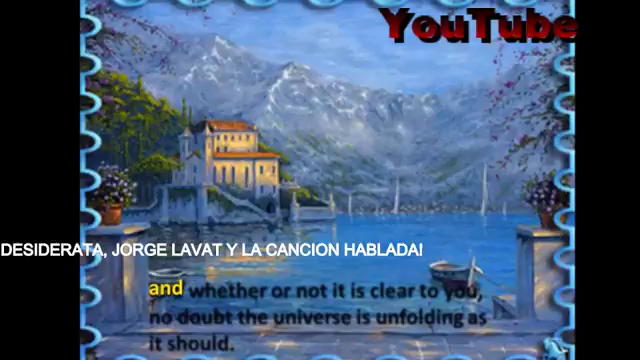 YouTube
DESIDERATA, JORGE LAVAT Y LA CANCION HABLADA!
and whether or not it is clear to you,
no doubt the universe is unfolding as
it should.